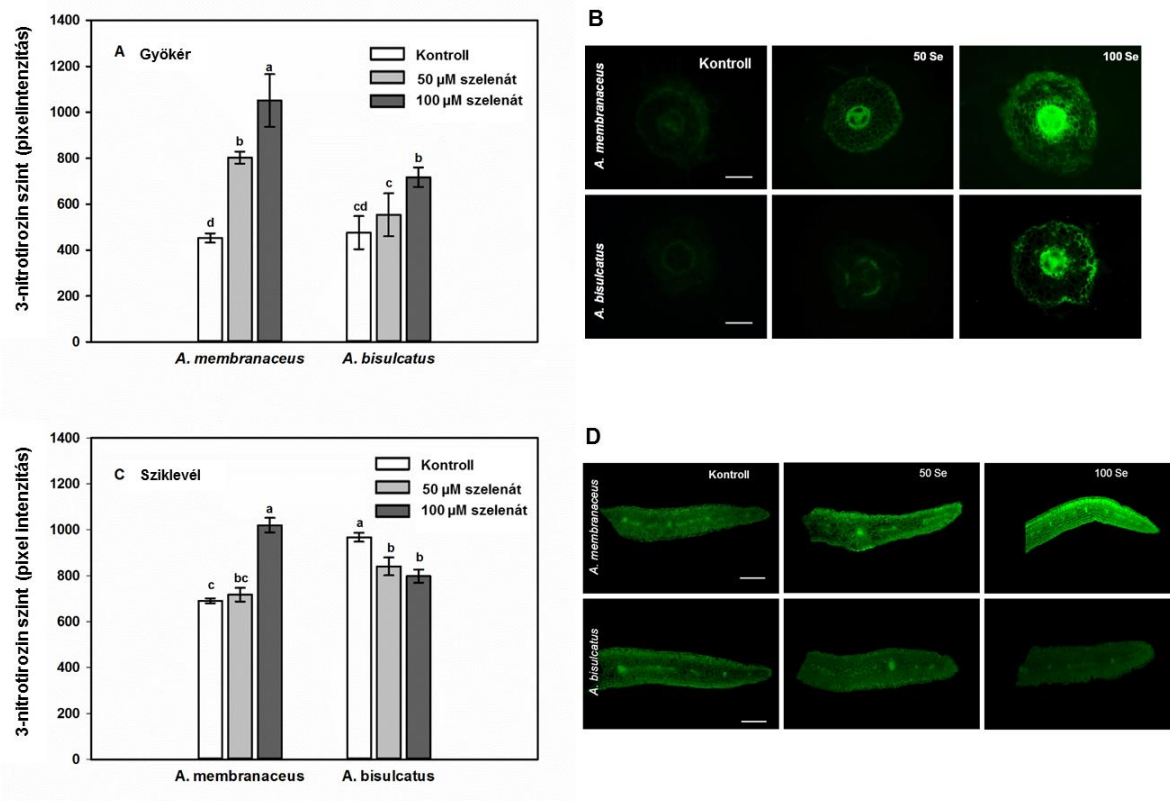 A Gyökér
3-nitrotirozin szint (pixelintenzitás)
1400
1200
1000
800
600
400
200
0
Kontroll
50 µM szelenát
100 µM szelenát
d
b
a
cd
c
b
A. membranaceus
A. bisulcatus
B
Kontroll
50 Se
100 Se
A. membranaceus
A. bisulcatus
C Sziklevél
3-nitrotirozin szint (pixel intenzitás)
1400
1200
1000
800
600
400
200
0
Kontroll
50 µM szelenát
100 µM szelenát
c
bc
a
a
b
b
A. membranaceus
A. bisulcatus
D
Kontroll
50 Se
100 Se
A. membranaceus
A. bisulcatus